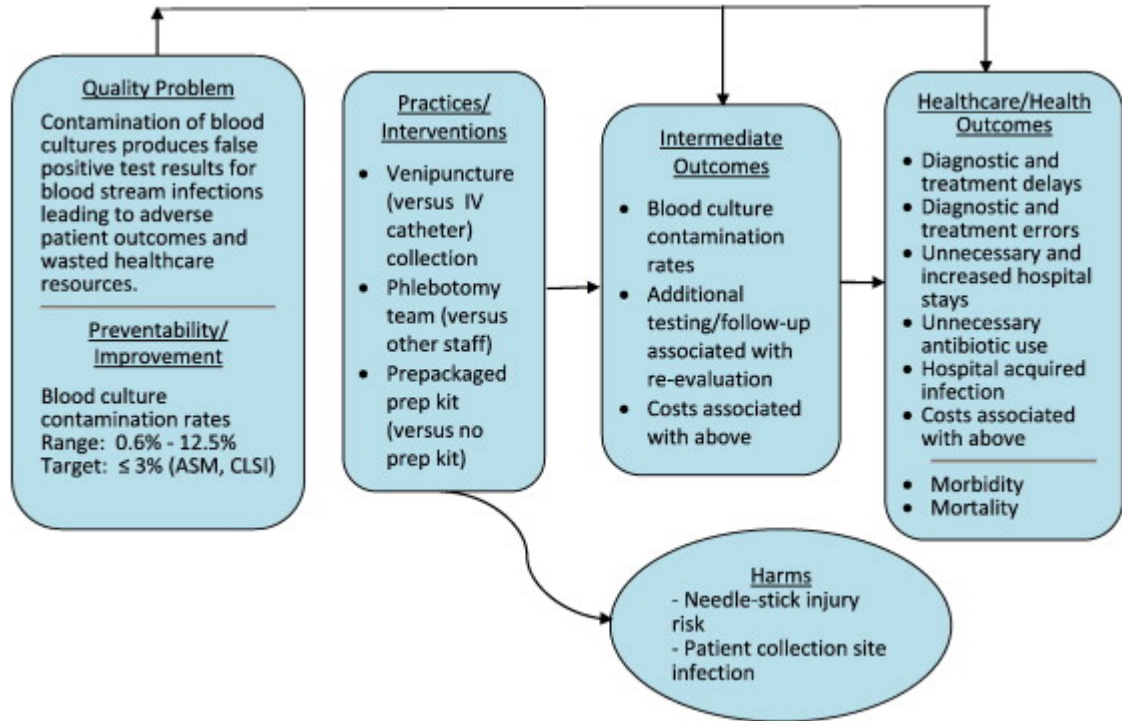 Quality Problem
Contamination of blood
cultures produces false
positive test results for
blood stream infections
leading to adverse
patient outcomes and
wasted healthcare
resources.
Preventability/
Improvement
Blood culture
contamination rates
Range: 0.6% - 12.5%
Target: ≤ 3% (ASM, CLSI)
Practices/
Interventions
• Venipuncture
(versus IV
catheter)
collection
• Phlebotomy
team (versus
other staff)
• Prepackaged
prep kit
(versus no
prep kit)
Intermediate
Outcomes
• Blood culture
contamination
rates
• Additional
testing/follow-up
associated with
re-evaluation
• Costs associated
with above
Healthcare/Health
Outcomes
• Diagnostic and
treatment delays
• Diagnostic and
treatment errors
• Unnecessary and
increased hospital
stays
• Unnecessary
antibiotic use
• Hospital acquired
infection
• Costs associated
with above
• Morbidity
• Mortality
Harms
- Needle-stick injury
risk
- Patient collection site
infection